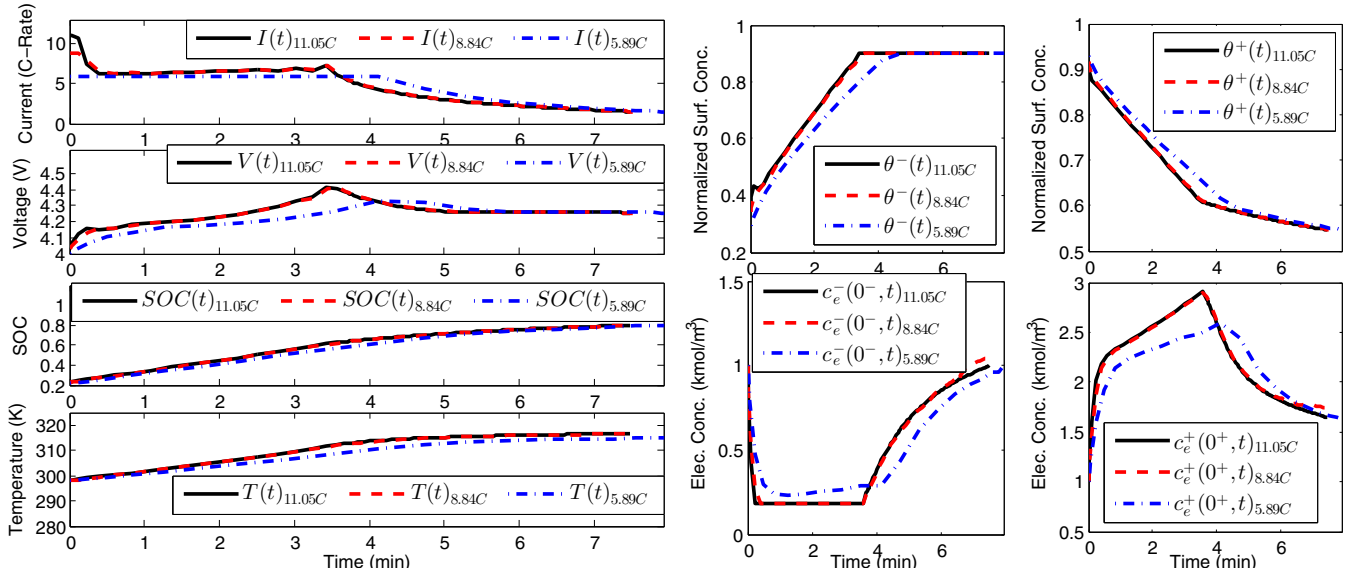 Current (C−Rate)
10
5
0
I(t)11.05C I(t)8.84C I(t)5.89C
0 1 2 3 4 5 6 7
Voltage (V)
4.5
4.4
4.3
4.2
4.1
4
V(t)11.05C V(t)8.84C V(t)5.89C
0 1 2 3 4 5 6 7
SOC
1
0.8
0.6
0.4
0.2
SOC(t)11.05C SOC(t)8.84C SOC(t)5.89C
0 1 2 3 4 5 6 7
Temperature (K)
320
310
300
290
280
T(t)11.05C T(t)8.84C T(t)5.89C
0 1 2 3 4 5 6 7
Time (min)
Normalized Surf. Conc.
1
0.8
0.6
0.4
0.2
θ−(t)11.05C
θ−(t)8.84C
θ−(t)5.89C
0 2 4 6
Elec. Conc. (kmol/m3)
1.5
1
0.5
0
ce−(0−, t)11.05C
ce−(0−, t)8.84C
ce−(0−, t)5.89C
0 2 4 6
Time (min)
Normalized Surf. Conc.
1
0.9
0.8
0.7
0.6
0.5
θ+(t)11.05C
θ+(t)8.84C
θ+(t)5.89C
0 2 4 6
Elec. Conc. (kmol/m3)
3
2.5
2
1.5
1
0.5
ce+(0+, t)11.05C
ce+(0+, t)8.84C
ce+(0+, t)5.89C
0 2 4 6
Time (min)